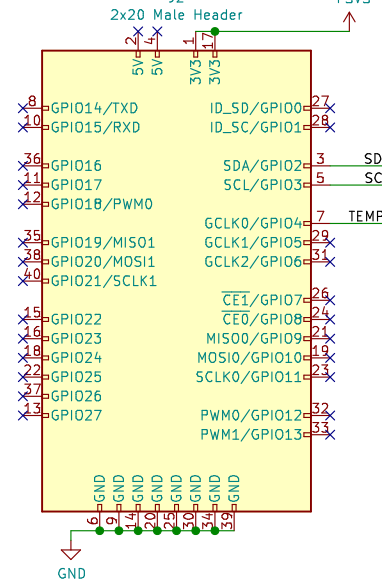 2x20 Male Header
2 4 1 17
5V 5V 3V3 3V3
8 GPIO14/TXD ID_SD/GPIO0 27
10 GPIO15/RXD ID_SC/GPIO1 28
36 GPIO16 SDA/GPIO2 3 SD
11 GPIO17 SCL/GPIO3 5 SC
12 GPIO18/PWM0
GCLK0/GPIO4 7 TEMP
35 GPIO19/MISO1 GCLK1/GPIO5 29
38 GPIO20/MOSI1 GCLK2/GPIO6 31
40 GPIO21/SCLK1
CE1/GPIO7 26
15 GPIO22 CE0/GPIO8 24
16 GPIO23 MISO0/GPIO9 21
18 GPIO24 MOSI0/GPIO10 19
22 GPIO25 SCLK0/GPIO11 23
37 GPIO26
13 GPIO27 PWM0/GPIO12 32
PWM1/GPIO13 33
GND GND GND GND GND GND GND GND
6 9 14 20 25 30 34 39
GND